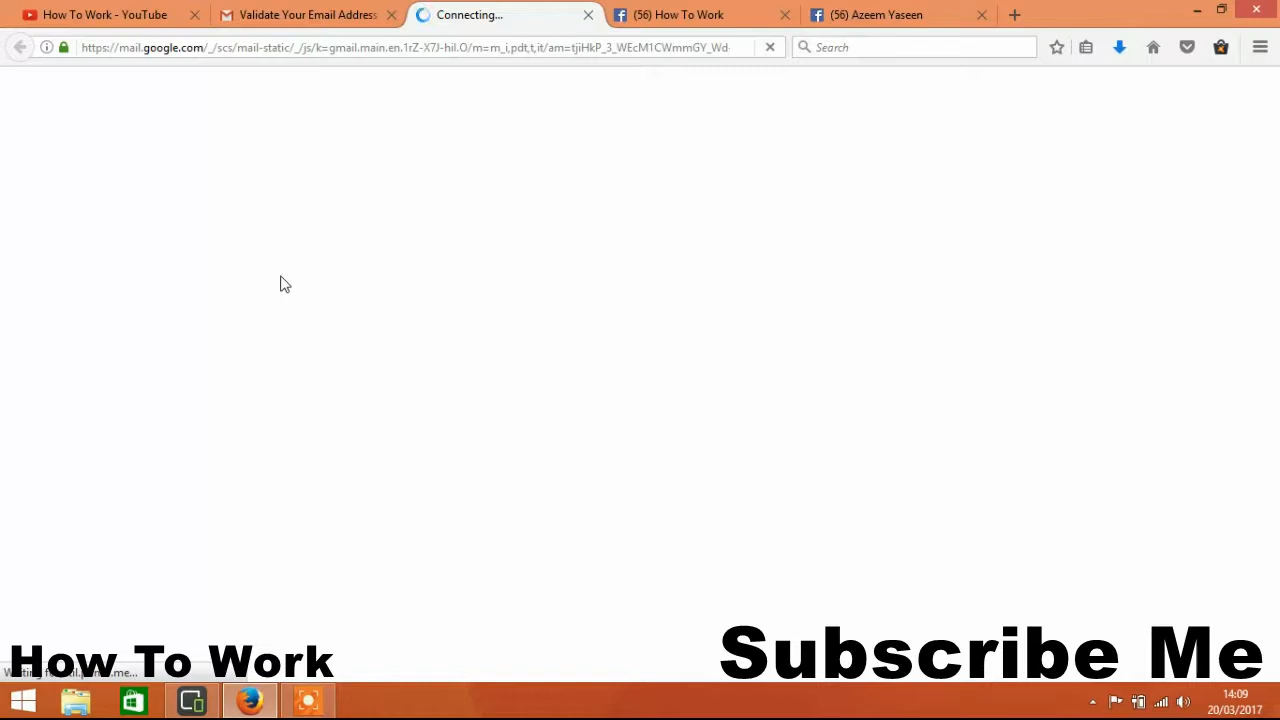 How To Work - YouTube
Validate Your Email Address
Connecting...
(56) How To Work
(56) Azeem Yaseen
https://mail.google.com/_/scs/mail-static/_/js/k=gmail.main.en.1rZ-X7J-hil.O/m=m_i,pdt,t,it/am=tjiHkP_3_WEcM1CWmmGY_Wd-
Search
How To Work
Subscribe Me
14:09
20/03/2017